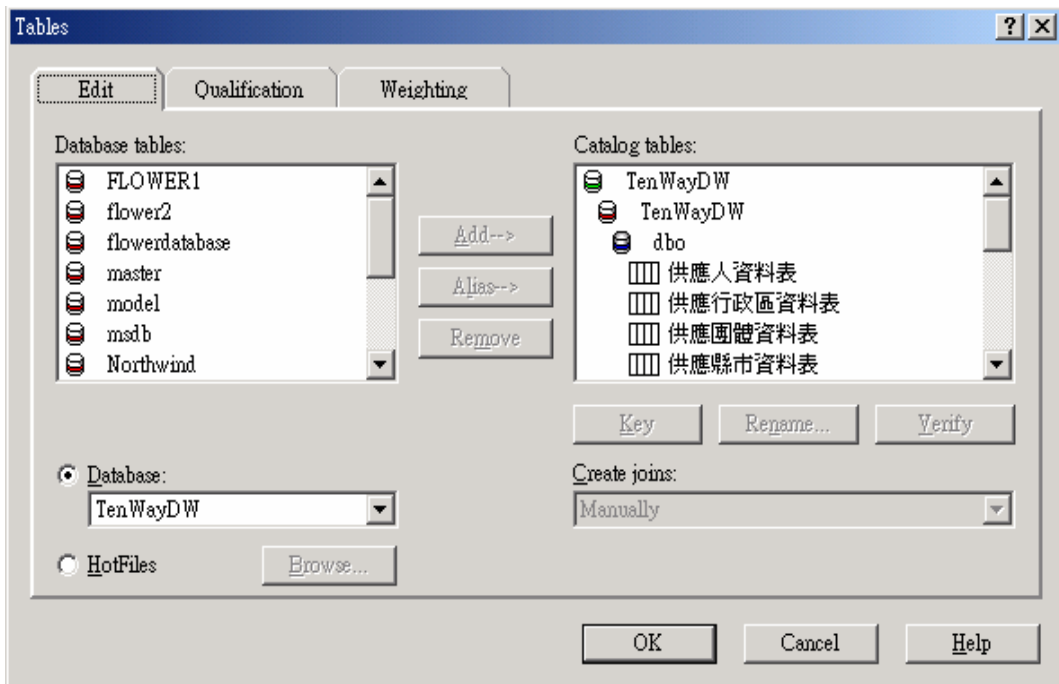 Tables
Edit
Qualification
Weighting
Database tables:
FLOWER1
flower2
flowerdatabase
master
model
msdb
Northwind
Add-->
Alias-->
Remove
Catalog tables:
TenWayDW
TenWayDW
dbo
供應人資料表
供應行政區資料表
供應團體資料表
供應縣市資料表
Key
Rename...
Verify
Database:
TenWayDW
HotFiles
Browse...
Create joins:
Manually
OK
Cancel
Help